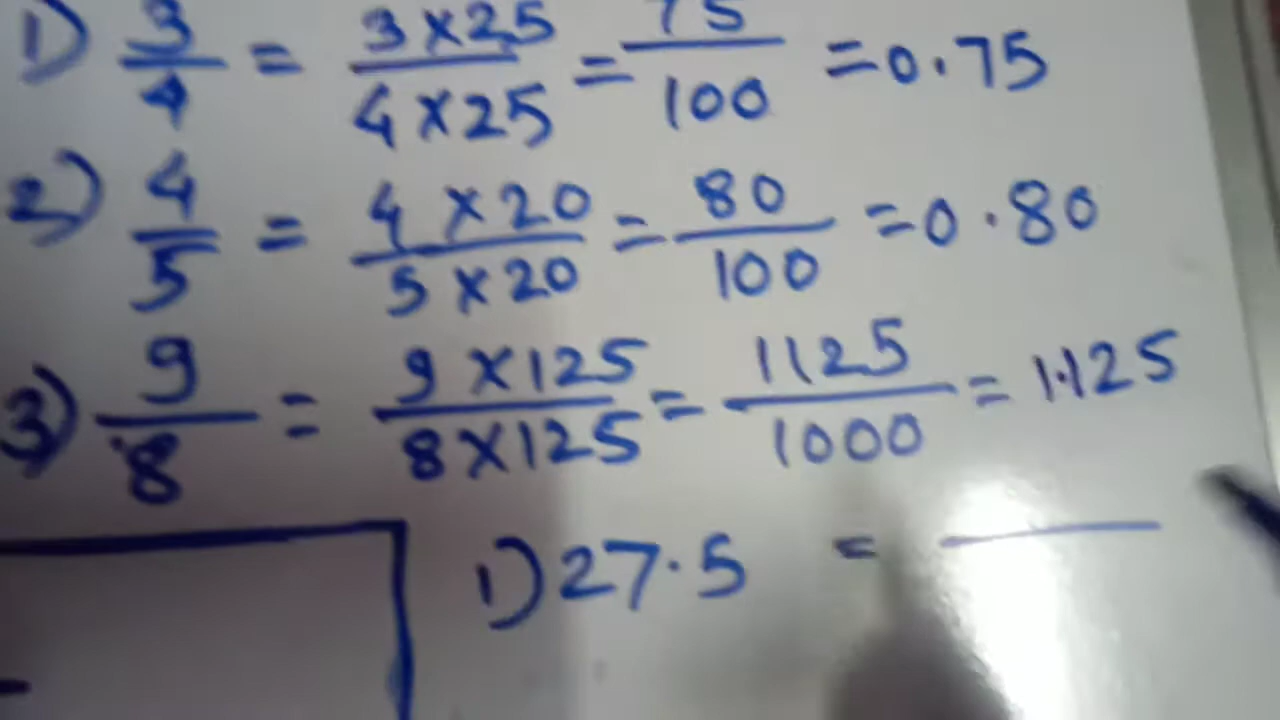 1) 3/4 = 3×25/4×25 = 75/100 = 0.75
2) 4/5 = 4×20/5×20 = 80/100 = 0.80
3) 9/8 = 9×125/8×125 = 1125/1000 = 1.125
1) 27.5 =